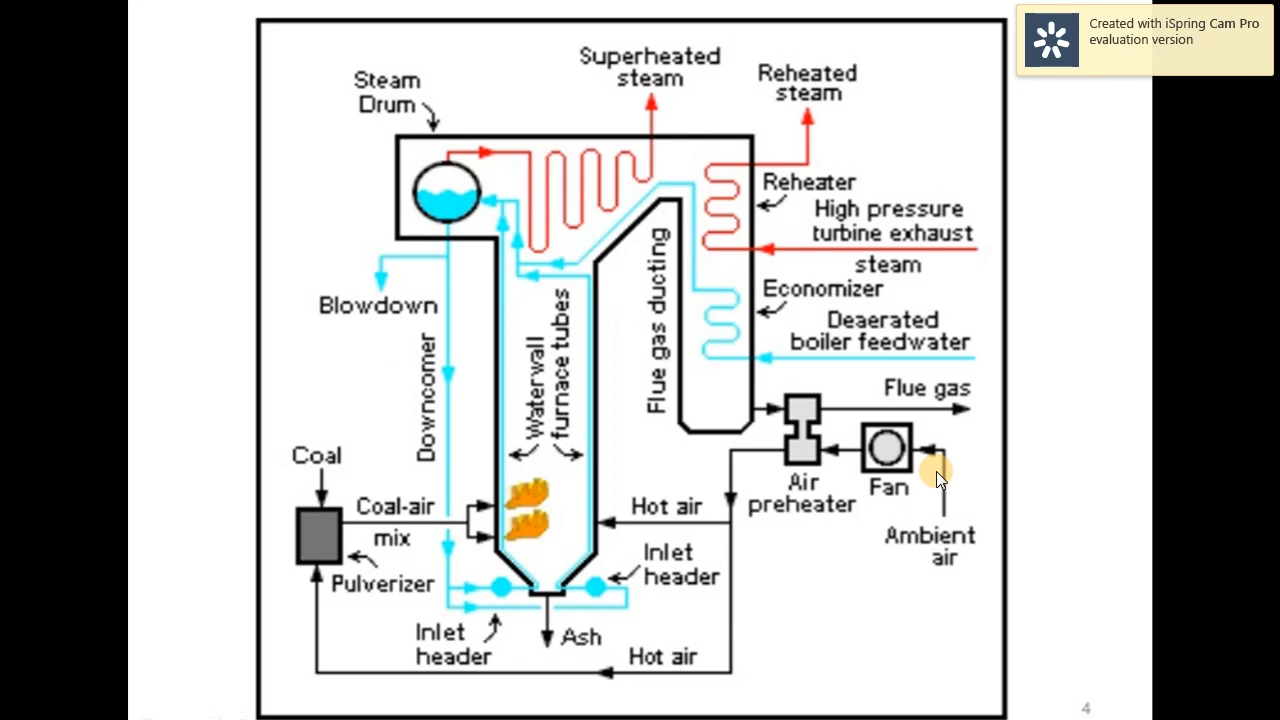 Created with iSpring Cam Pro
evaluation version
Superheated
steam
Reheated
steam
Steam
Drum
Reheater
High pressure
turbine exhaust
steam
Economizer
Deaerated
boiler feedwater
Blowdown
Downcomer
Waterwall
furnace tubes
Flue gas ducting
Flue gas
Coal
Coal-air
mix
Pulverizer
Hot air
Air
preheater
Fan
Ambient
air
Inlet
header
Inlet
header
Ash
Hot air
4